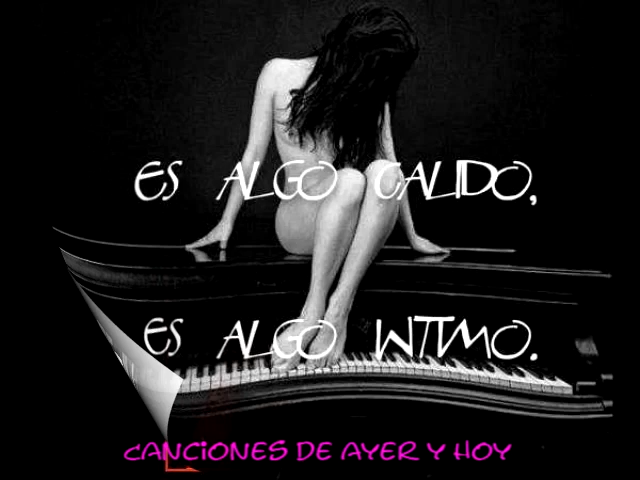 ES ALGO CALIDO,
ES ALGO INTIMO.
CANCIONES DE AYER Y HOY